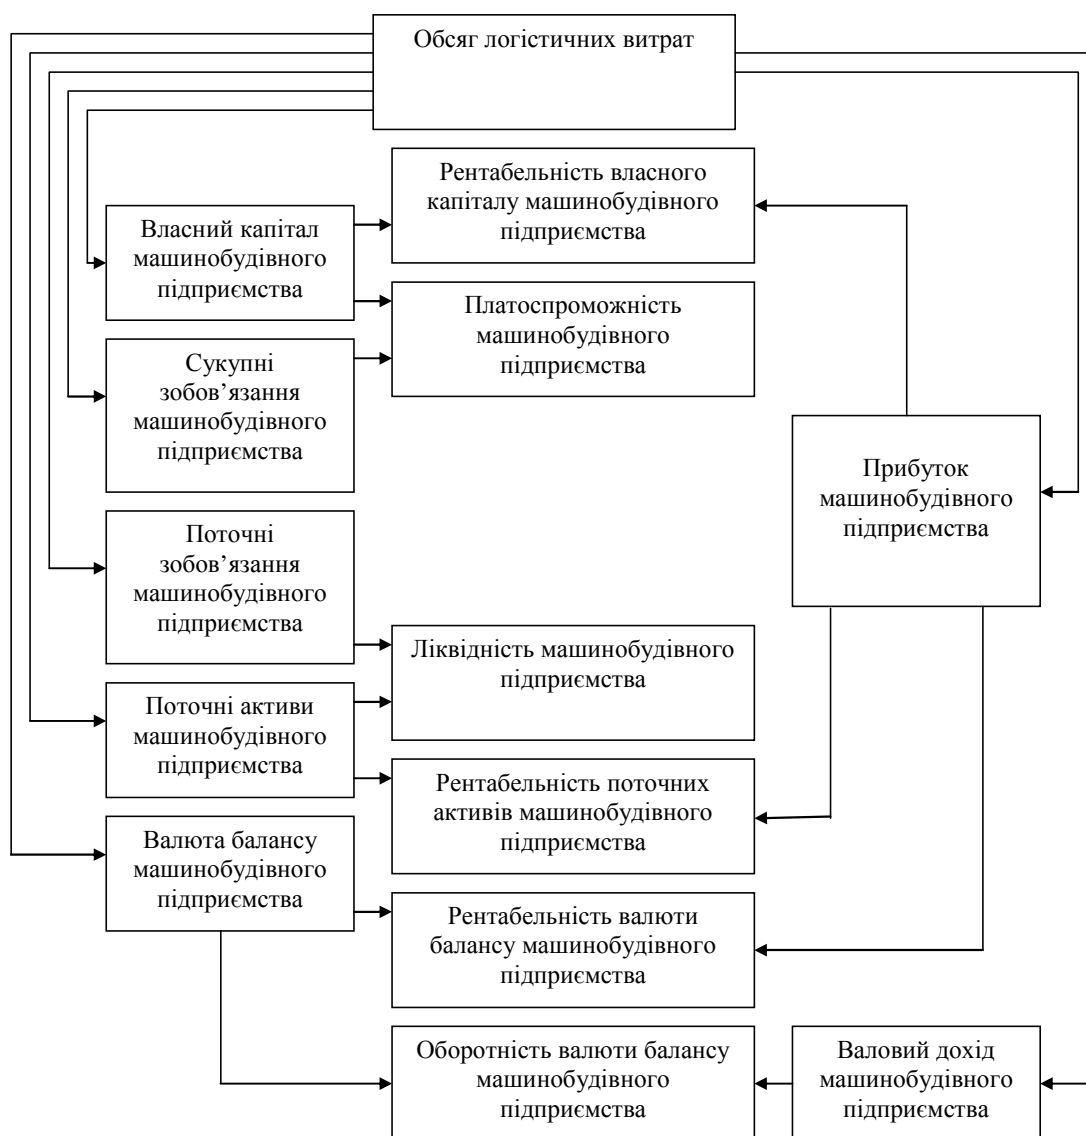 Обсяг логістичних витрат
Рентабельність власного
капіталу машинобудівного
підприємства
Власний капітал
машинобудівного
підприємства
Платоспроможність
машинобудівного
підприємства
Сукупні
зобов’язання
машинобудівного
підприємства
Прибуток
машинобудівного
підприємства
Поточні
зобов’язання
машинобудівного
підприємства
Ліквідність машинобудівного
підприємства
Поточні активи
машинобудівного
підприємства
Рентабельність поточних
активів машинобудівного
підприємства
Валюта балансу
машинобудівного
підприємства
Рентабельність валюти
балансу машинобудівного
підприємства
Оборотність валюти балансу
машинобудівного
підприємства
Валовий дохід
машинобудівного
підприємства